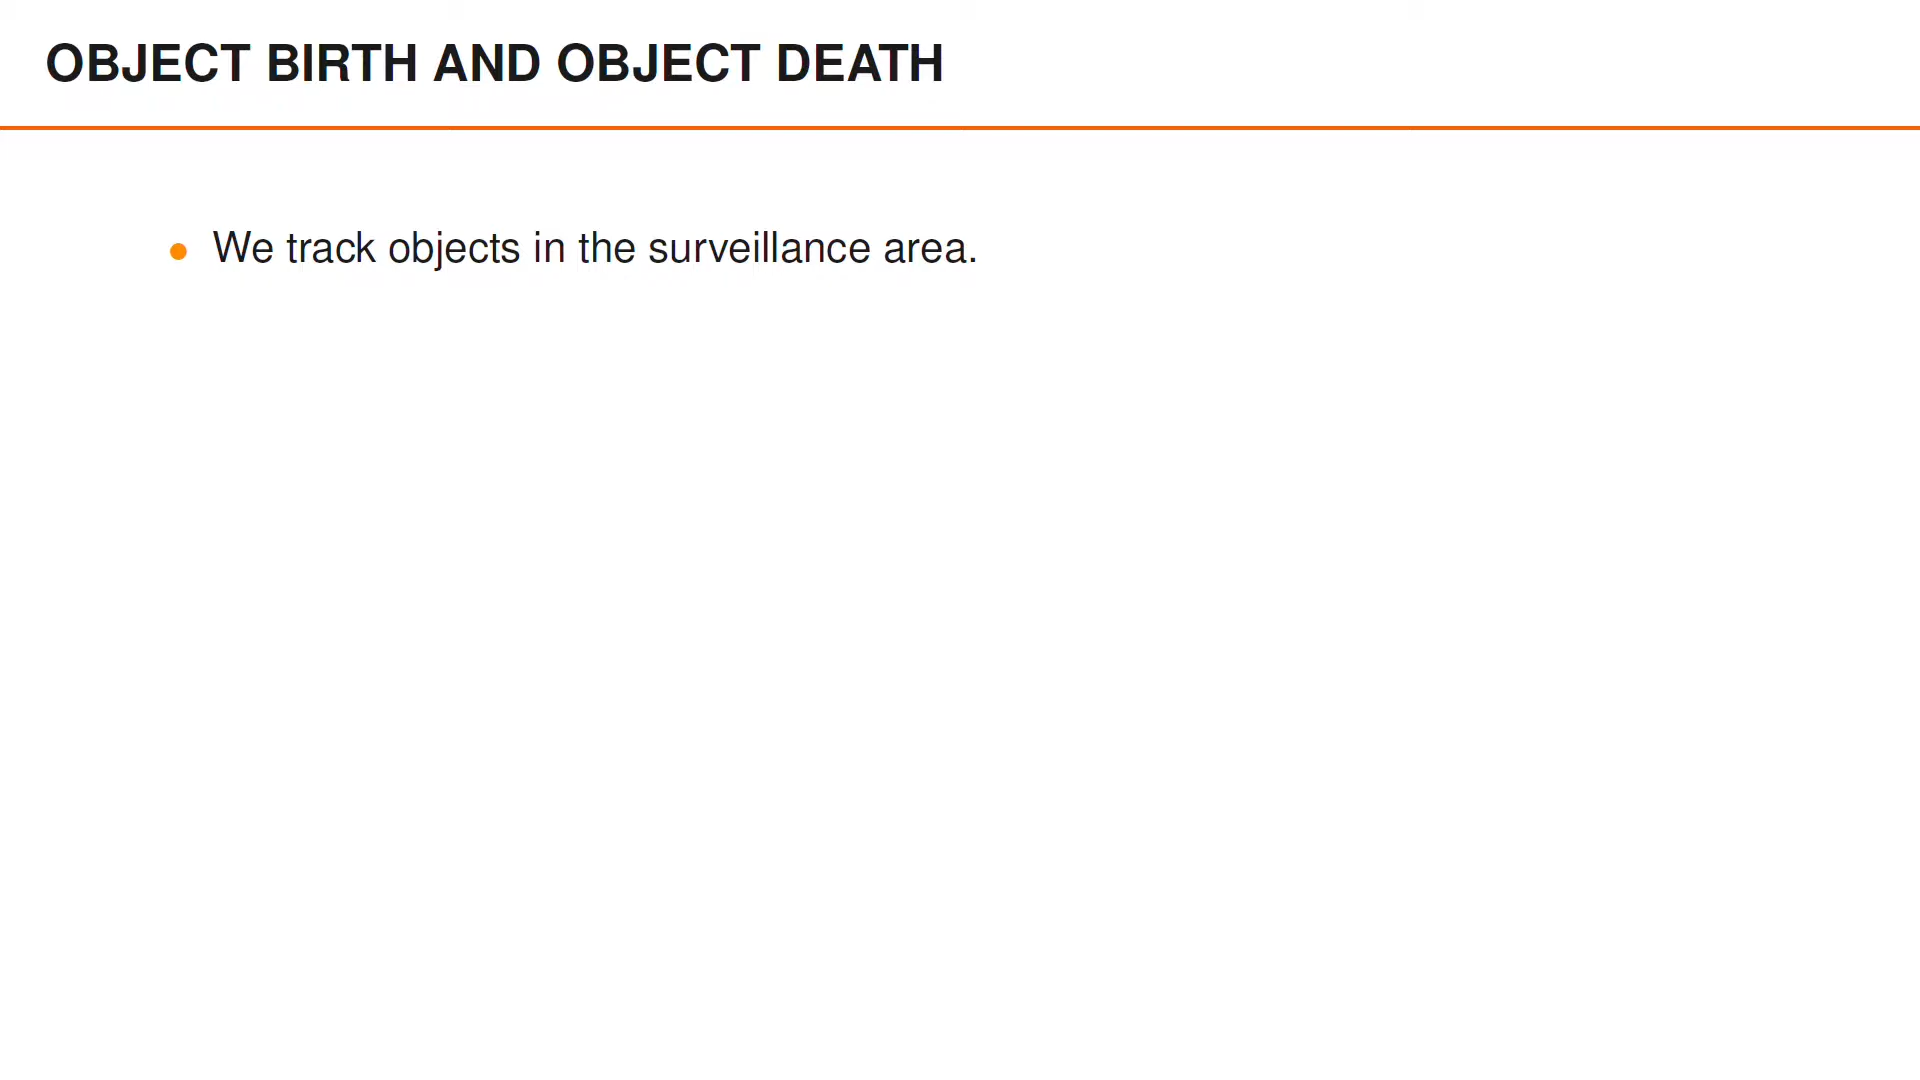 OBJECT BIRTH AND OBJECT DEATH
We track objects in the surveillance area.